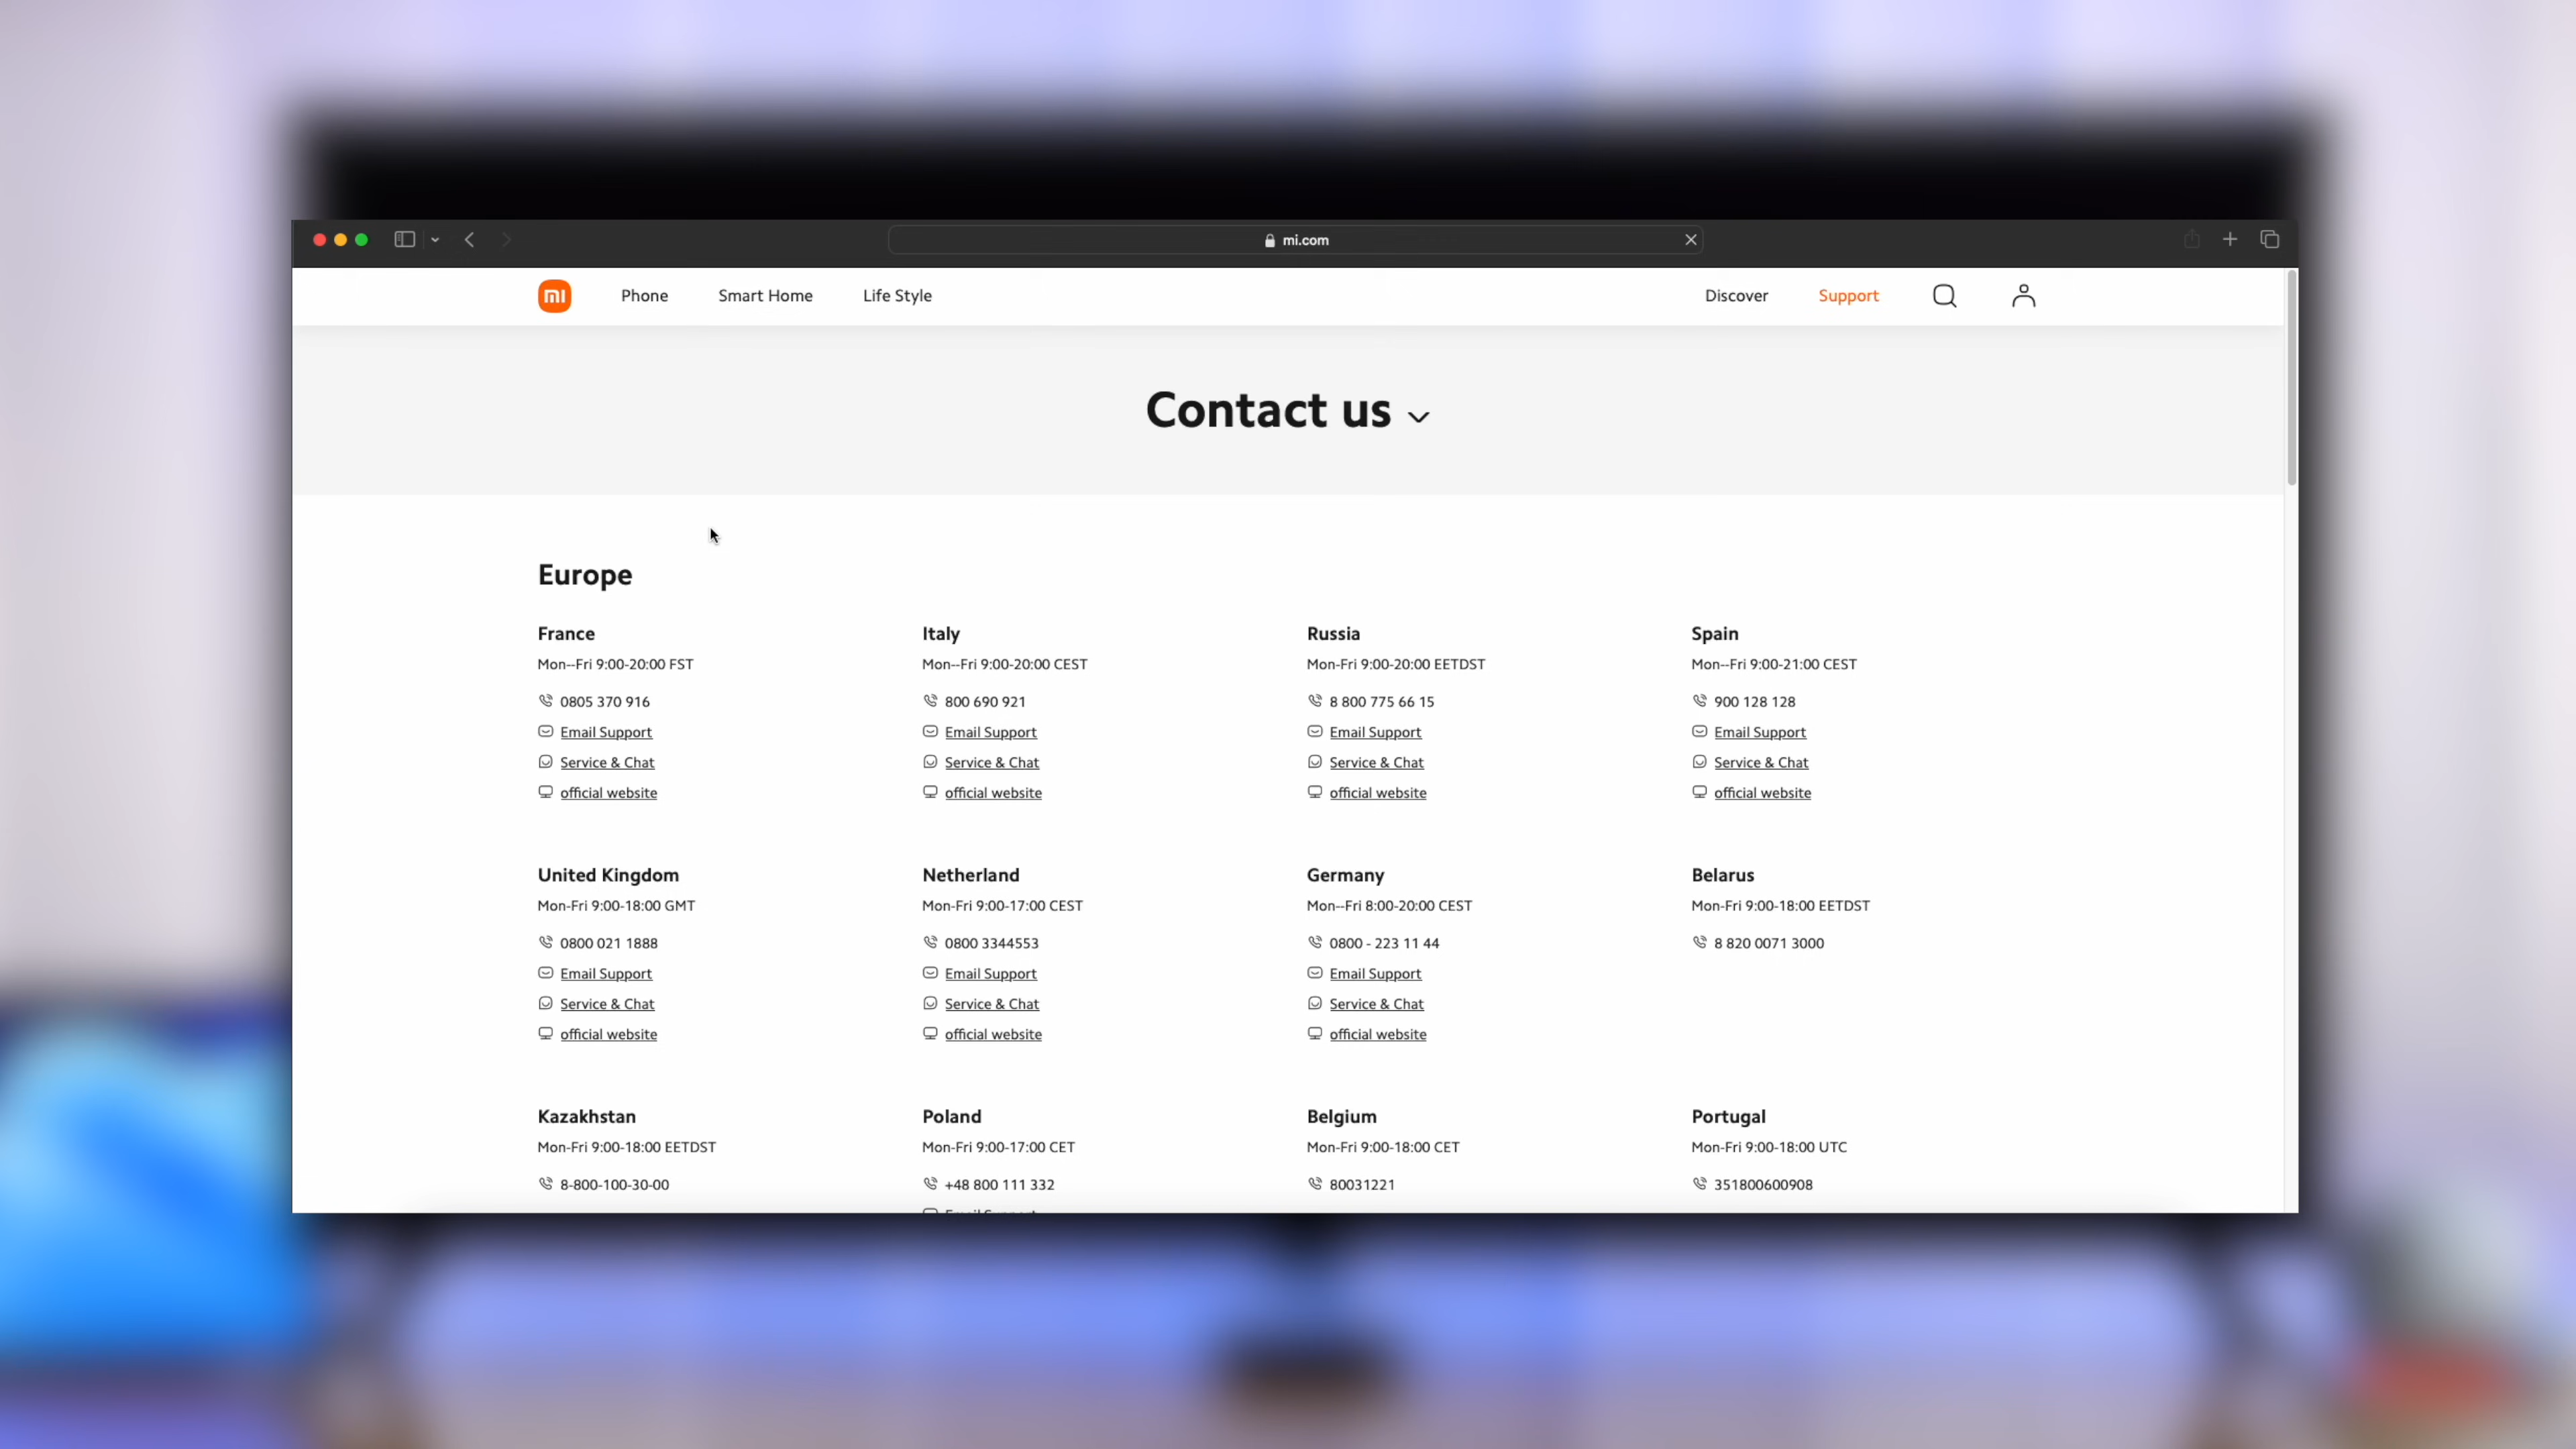 mi.com
mi Phone Smart Home Life Style Discover Support
Contact us
Europe
France
Mon--Fri 9:00-20:00 FST
0805 370 916
Email Support
Service & Chat
official website
Italy
Mon--Fri 9:00-20:00 CEST
800 690 921
Email Support
Service & Chat
official website
Russia
Mon-Fri 9:00-20:00 EETDST
8 800 775 66 15
Email Support
Service & Chat
official website
Spain
Mon--Fri 9:00-21:00 CEST
900 128 128
Email Support
Service & Chat
official website
United Kingdom
Mon-Fri 9:00-18:00 GMT
0800 021 1888
Email Support
Service & Chat
official website
Netherland
Mon-Fri 9:00-17:00 CEST
0800 3344553
Email Support
Service & Chat
official website
Germany
Mon--Fri 8:00-20:00 CEST
0800 - 223 11 44
Email Support
Service & Chat
official website
Belarus
Mon-Fri 9:00-18:00 EETDST
8 820 0071 3000
Kazakhstan
Mon-Fri 9:00-18:00 EETDST
8-800-100-30-00
Poland
Mon-Fri 9:00-17:00 CET
+48 800 111 332
Belgium
Mon-Fri 9:00-18:00 CET
80031221
Portugal
Mon-Fri 9:00-18:00 UTC
351800600908